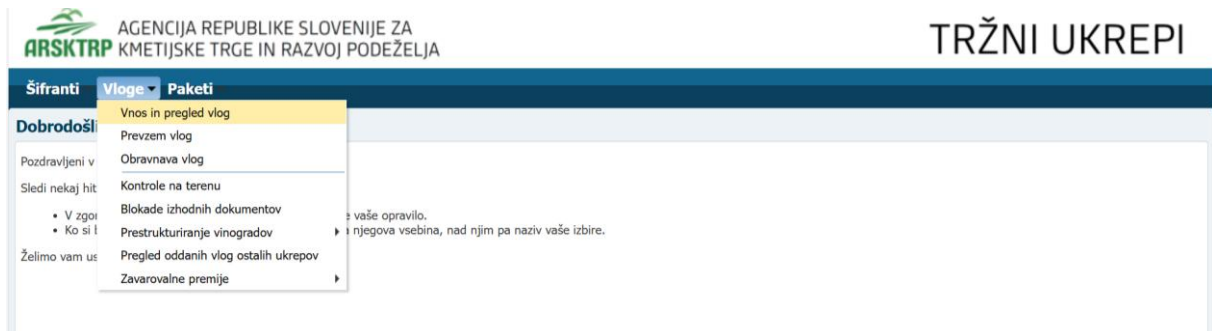 AGENCIJA REPUBLIKE SLOVENIJE ZA
ARSKTRP KMETIJSKE TRGE IN RAZVOJ PODEŽELJA
TRŽNI UKREPI
Šifranti Vloge Paketi
Vnos in pregled vlog
Dobrodošli
Prevzem vlog
Pozdravljeni v
Obravnava vlog
Sledi nekaj
Kontrole na terenu
Blokade izhodnih dokumentov
• V
vaše opravilo.
Prestrukturiranje vinogradov
• Ko si
njegova vsebina, nad njim pa naziv vaše izbire.
Želimo vam
Pregled oddanih vlog ostalih ukrepov
Zavarovalne premije